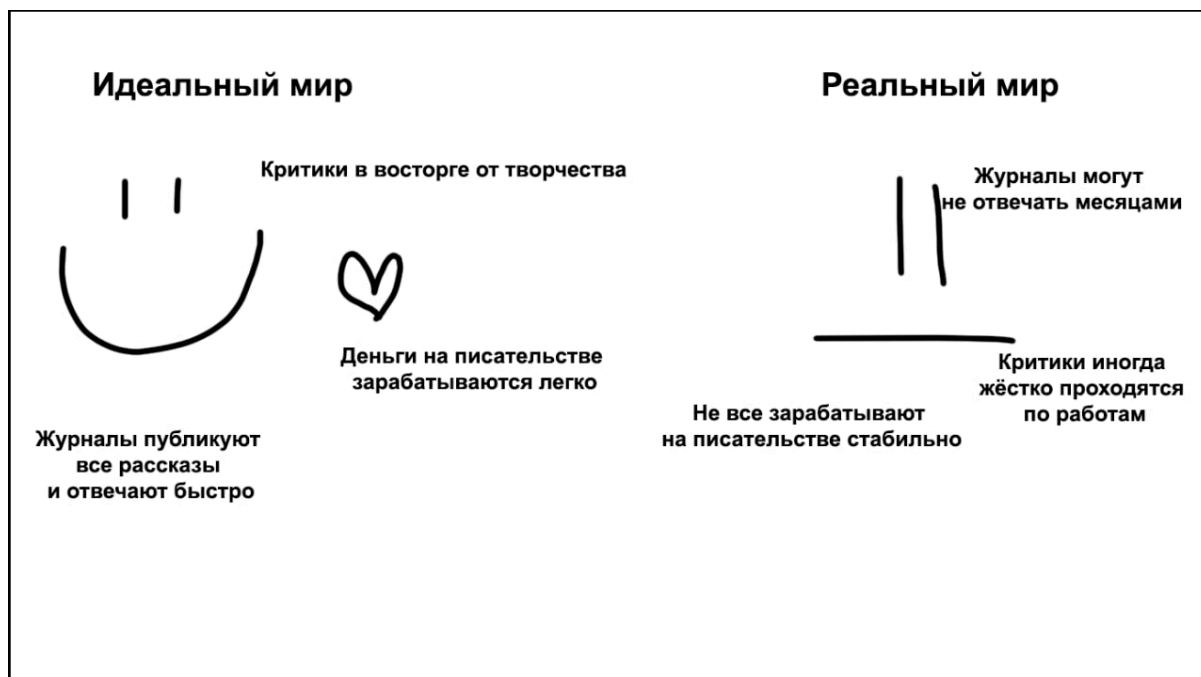 Идеальный мир
Критики в восторге от творчества
Деньги на писательстве
зарабатываются легко
Журналы публикуют
все рассказы
и отвечают быстро
Реальный мир
Журналы могут
не отвечать месяцами
Критики иногда
жёстко проходятся
по работам
Не все зарабатывают
на писательстве стабильно